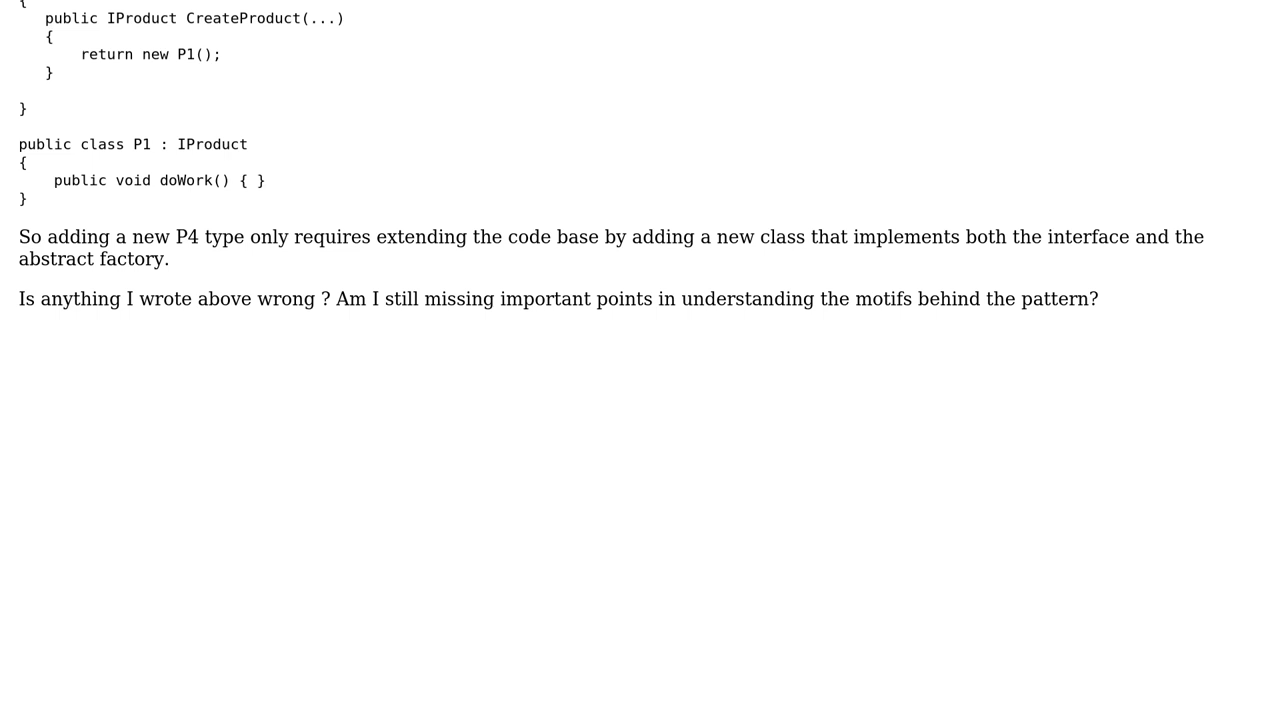 {
public IProduct CreateProduct(...)
{
return new P1();
}
}
public class P1 : IProduct
{
public void doWork() { }
}
So adding a new P4 type only requires extending the code base by adding a new class that implements both the interface and the
abstract factory.
Is anything I wrote above wrong ? Am I still missing important points in understanding the motifs behind the pattern?